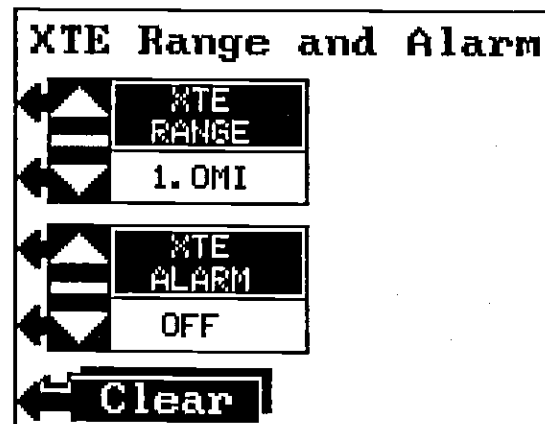 XTE Range and Alarm
XTE
RANGE
1.0MI
XTE
ALARM
OFF
Clear